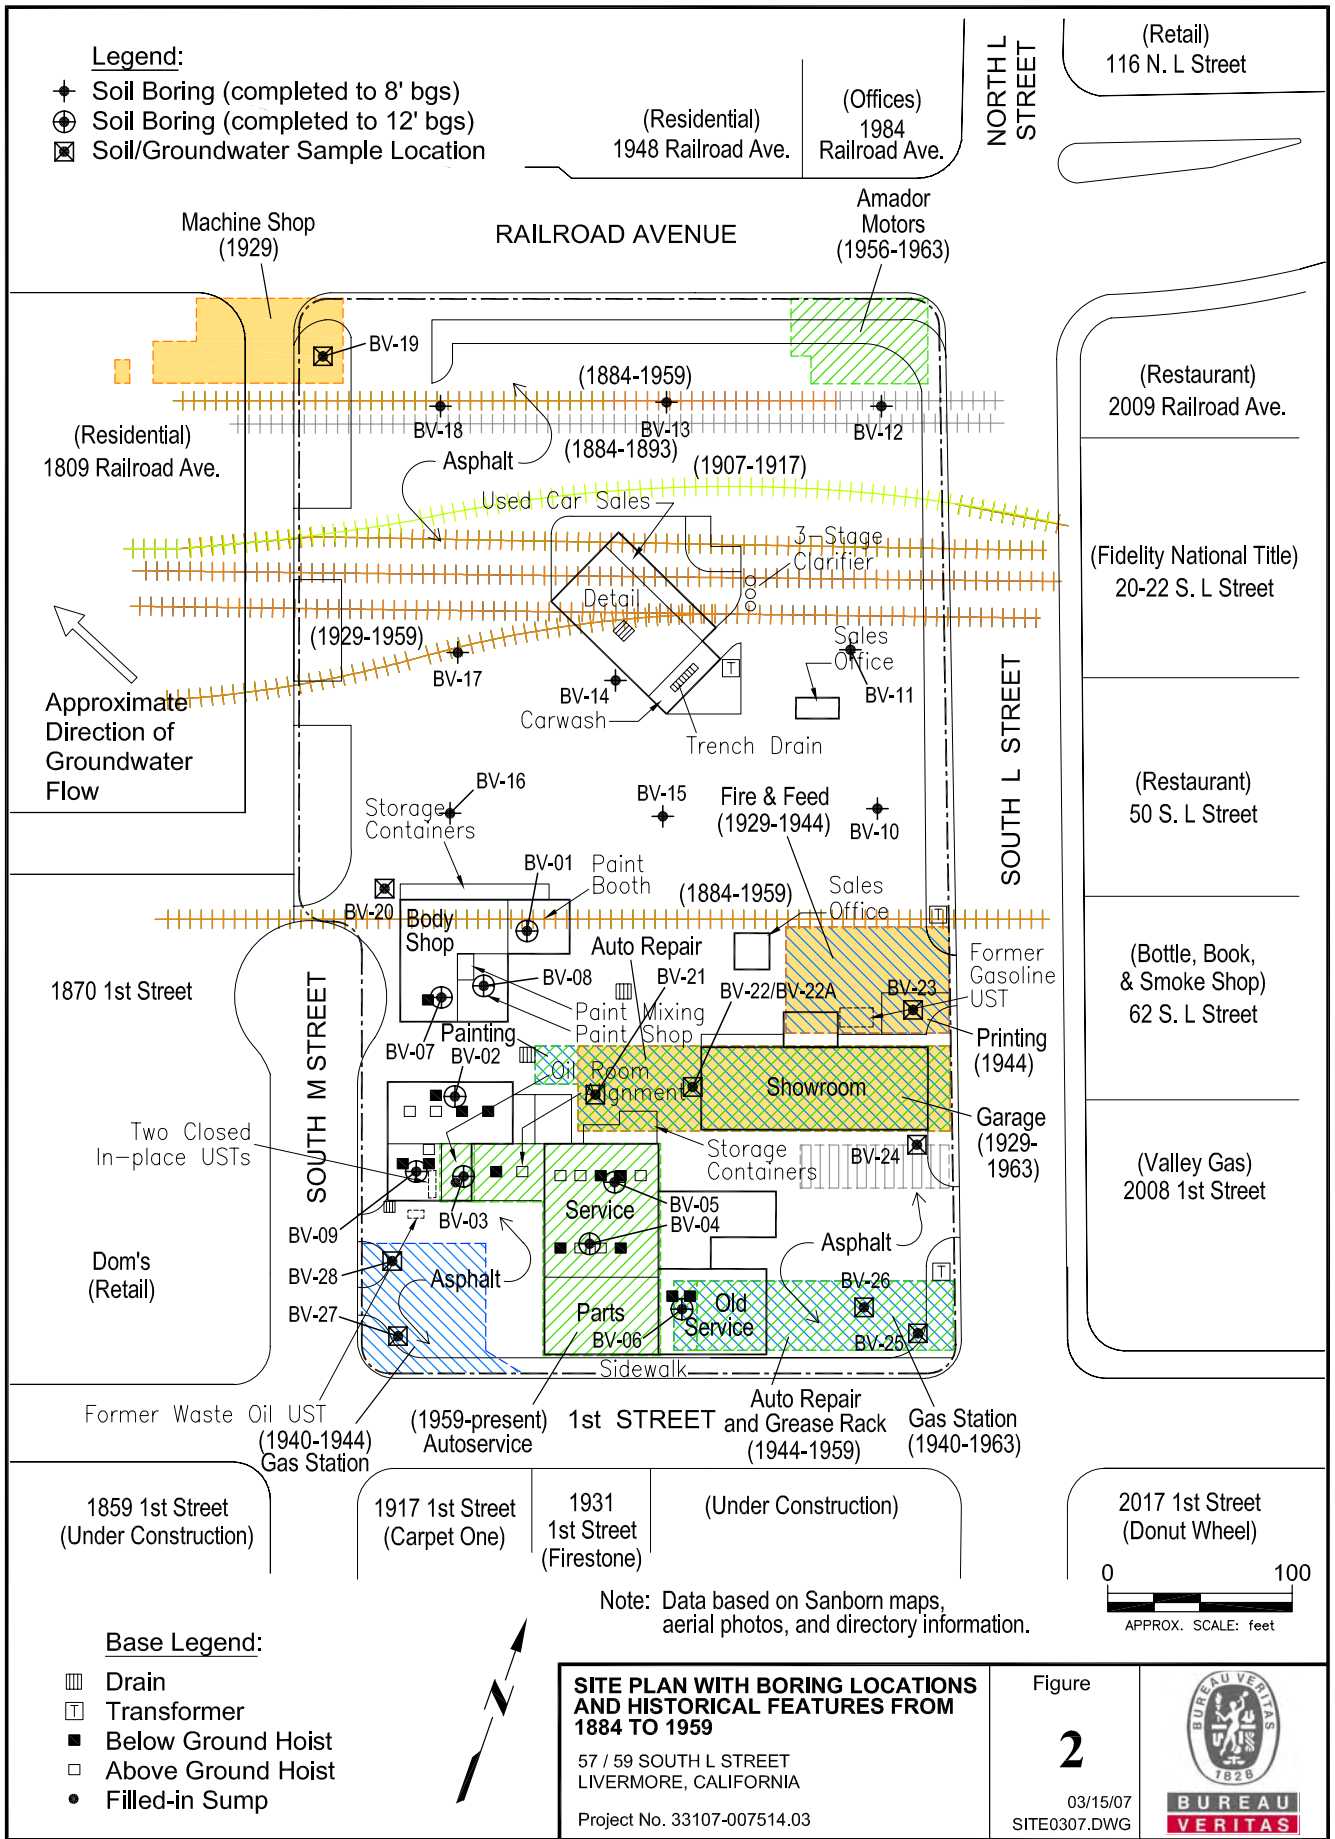 Legend:
Soil Boring (completed to 8' bgs)
Soil Boring (completed to 12' bgs)
Soil/Groundwater Sample Location
(Residential)
1948 Railroad Ave.
(Offices)
1984
Railroad Ave.
NORTH L
STREET
(Retail)
116 N. L Street
Machine Shop
(1929)
RAILROAD AVENUE
Amador
Motors
(1956-1963)
BV-19
(1884-1959)
BV-18
BV-13
BV-12
(Restaurant)
2009 Railroad Ave.
(Residential)
1809 Railroad Ave.
Asphalt
(1884-1893)
(1907-1917)
Used Car Sales
3-Stage
Clarifier
(Fidelity National Title)
20-22 S. L Street
Detail
(1929-1959)
Sales
Office
BV-17
BV-14
T
BV-11
Approximate
Direction of
Groundwater
Flow
Carwash
Trench Drain
SOUTH L STREET
BV-16
BV-15
Storage
Containers
Fire & Feed
(1929-1944)
BV-10
(Restaurant)
50 S. L Street
BV-01
Paint
Booth
(1884-1959)
Sales
Office
BV-20
T
Body
Shop
Auto Repair
Former
Gasoline
UST
(Bottle, Book,
& Smoke Shop)
62 S. L Street
1870 1st Street
BV-08
BV-21
BV-22/BV-22A
BV-23
Paint Mixing
Paint Shop
Painting
Printing
(1944)
BV-07
BV-02
Oil Room
Alignment
Showroom
SOUTH M STREET
Garage
(1929-
1963)
Two Closed
In-place USTs
Storage
Containers
BV-24
(Valley Gas)
2008 1st Street
BV-05
Service
BV-03
BV-04
BV-09
Asphalt
Dom's
(Retail)
BV-28
Asphalt
T
BV-26
BV-27
Parts
Old
Service
BV-06
BV-25
Sidewalk
Former Waste Oil UST
(1940-1944)
Gas Station
(1959-present)
Autoservice
1st STREET
Auto Repair
and Grease Rack
(1944-1959)
Gas Station
(1940-1963)
1859 1st Street
(Under Construction)
1917 1st Street
(Carpet One)
1931
1st Street
(Firestone)
(Under Construction)
2017 1st Street
(Donut Wheel)
0 100
APPROX. SCALE: feet
Note: Data based on Sanborn maps,
aerial photos, and directory information.
Base Legend:
Drain
T Transformer
Below Ground Hoist
Above Ground Hoist
Filled-in Sump
N
SITE PLAN WITH BORING LOCATIONS
AND HISTORICAL FEATURES FROM
1884 TO 1959
57 / 59 SOUTH L STREET
LIVERMORE, CALIFORNIA
Project No. 33107-007514.03
Figure
2
03/15/07
SITE0307.DWG
BUREAU VERITAS
1828
BUREAU
VERITAS